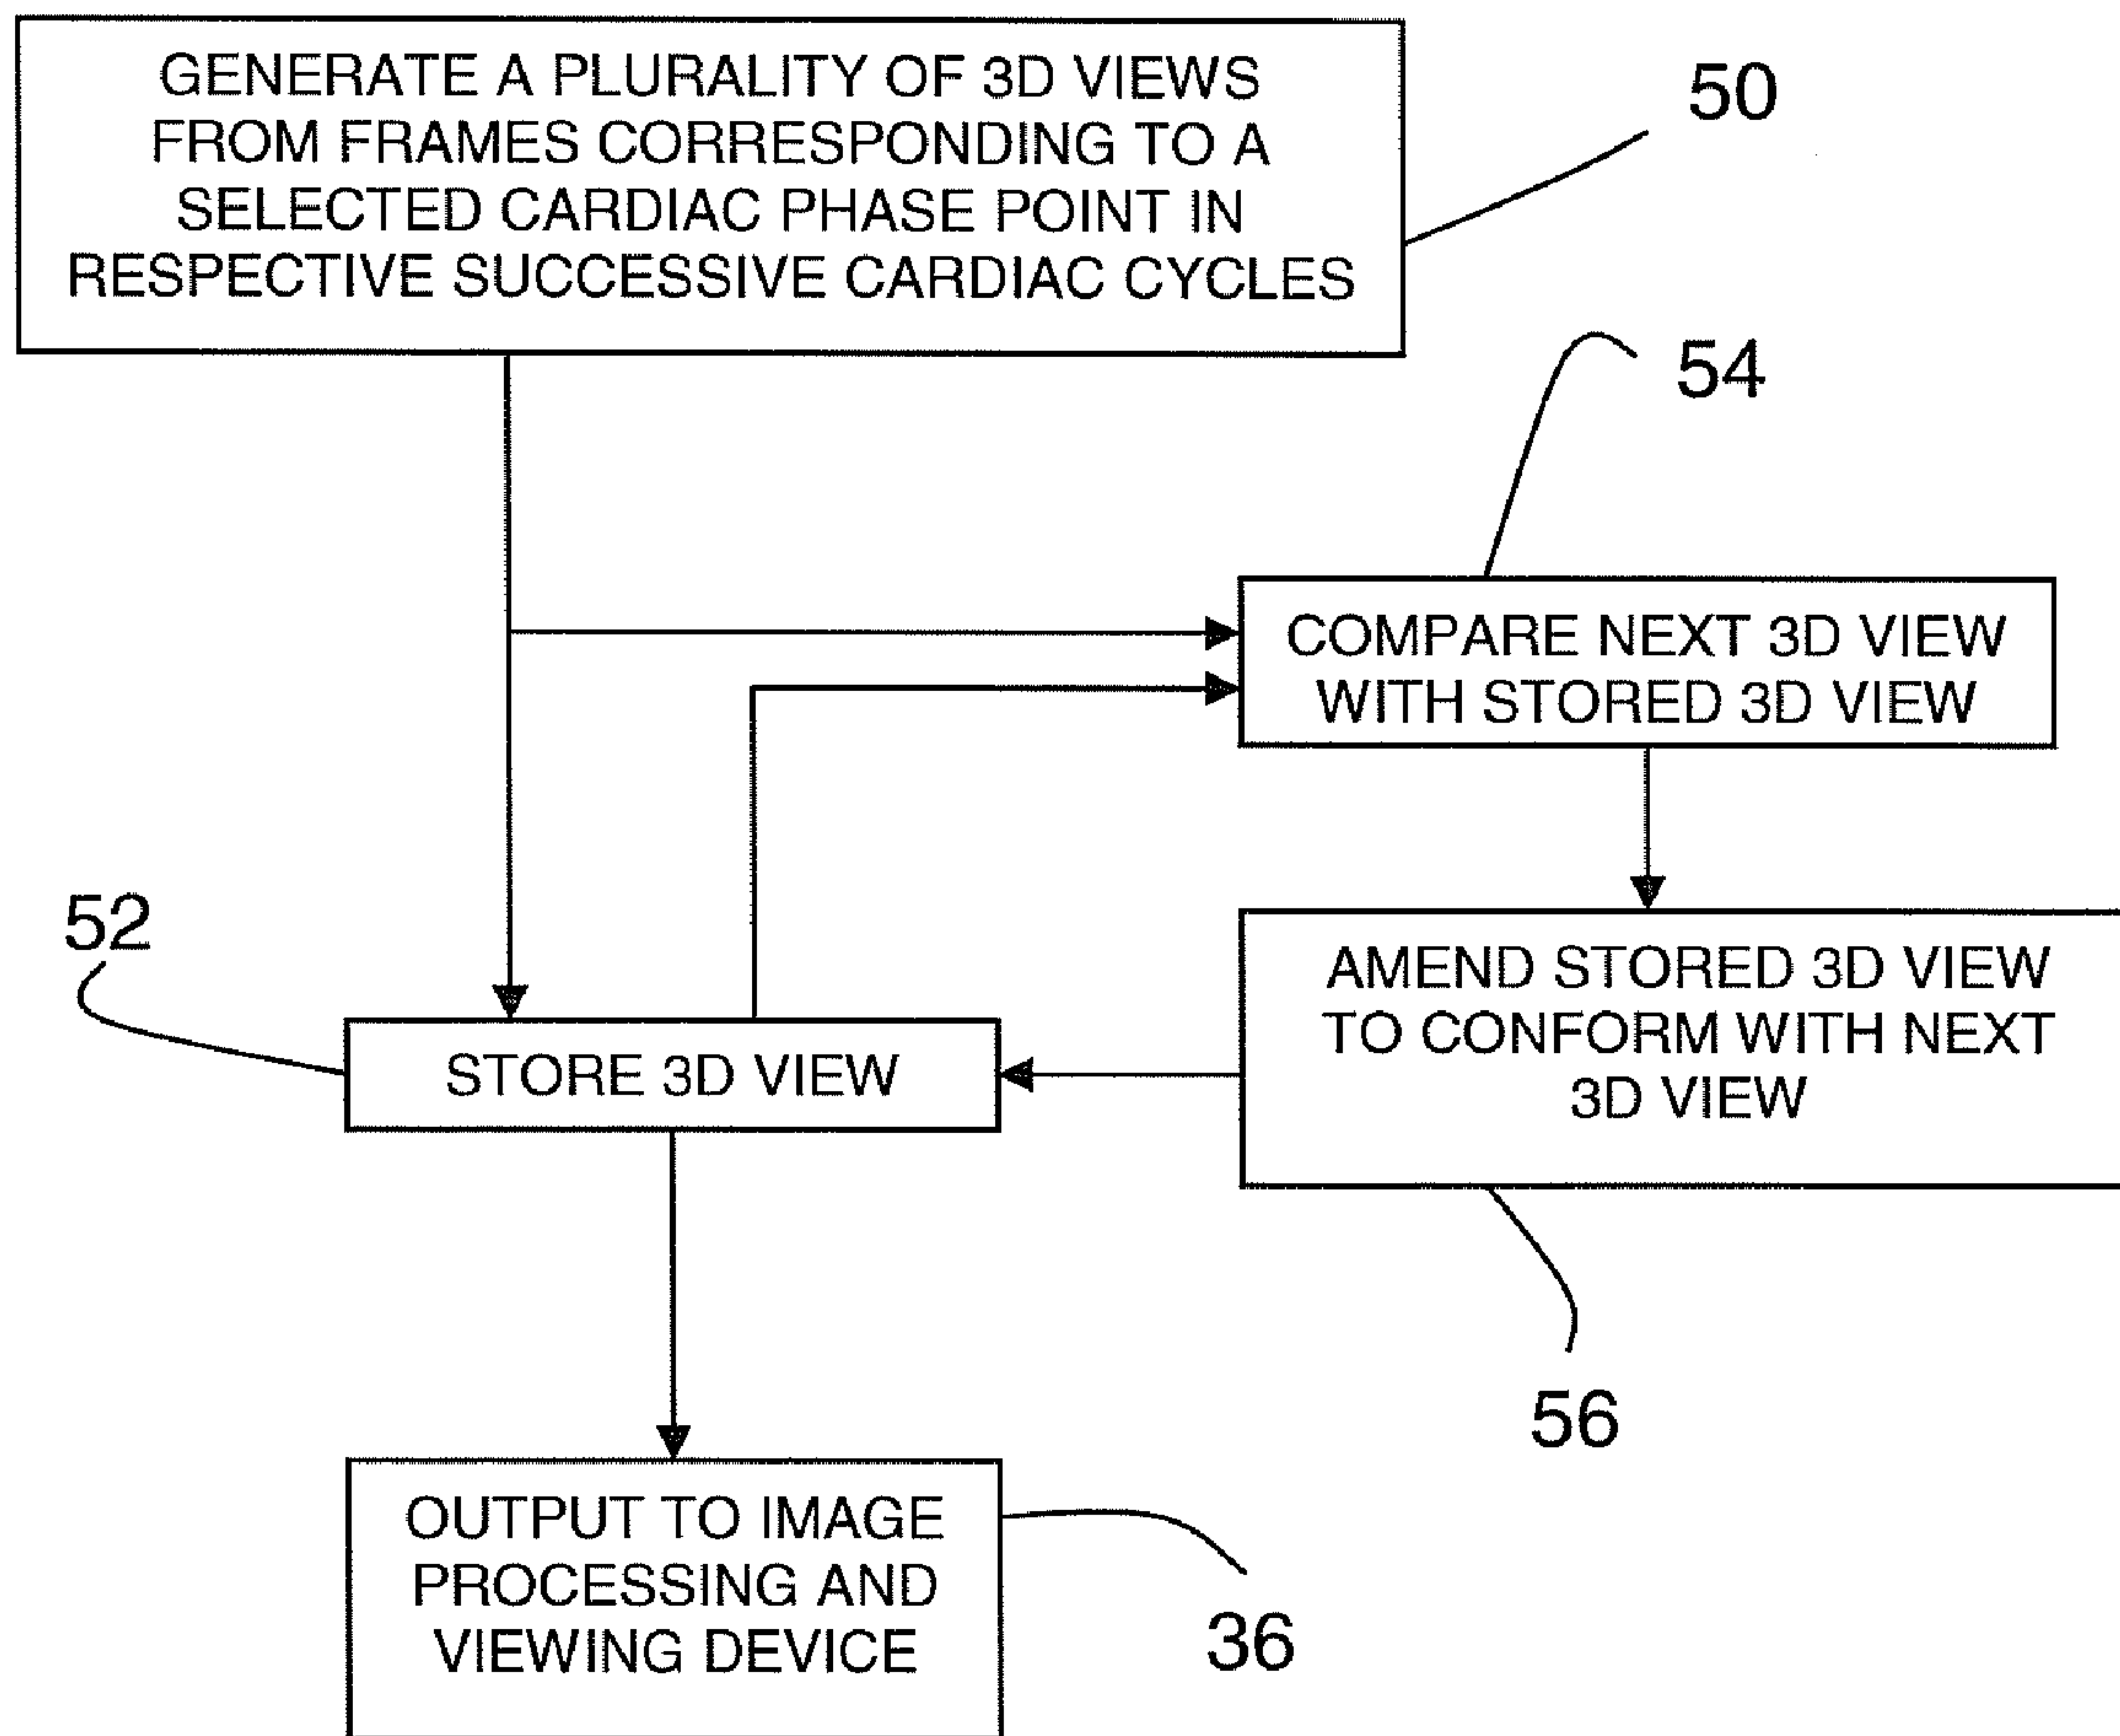 GENERATE A PLURALITY OF 3D VIEWS
FROM FRAMES CORRESPONDING TO A
SELECTED CARDIAC PHASE POINT IN
RESPECTIVE SUCCESSIVE CARDIAC CYCLES
50
54
COMPARE NEXT 3D VIEW
WITH STORED 3D VIEW
52
AMEND STORED 3D VIEW
TO CONFORM WITH NEXT
3D VIEW
STORE 3D VIEW
56
OUTPUT TO IMAGE
PROCESSING AND
VIEWING DEVICE
36